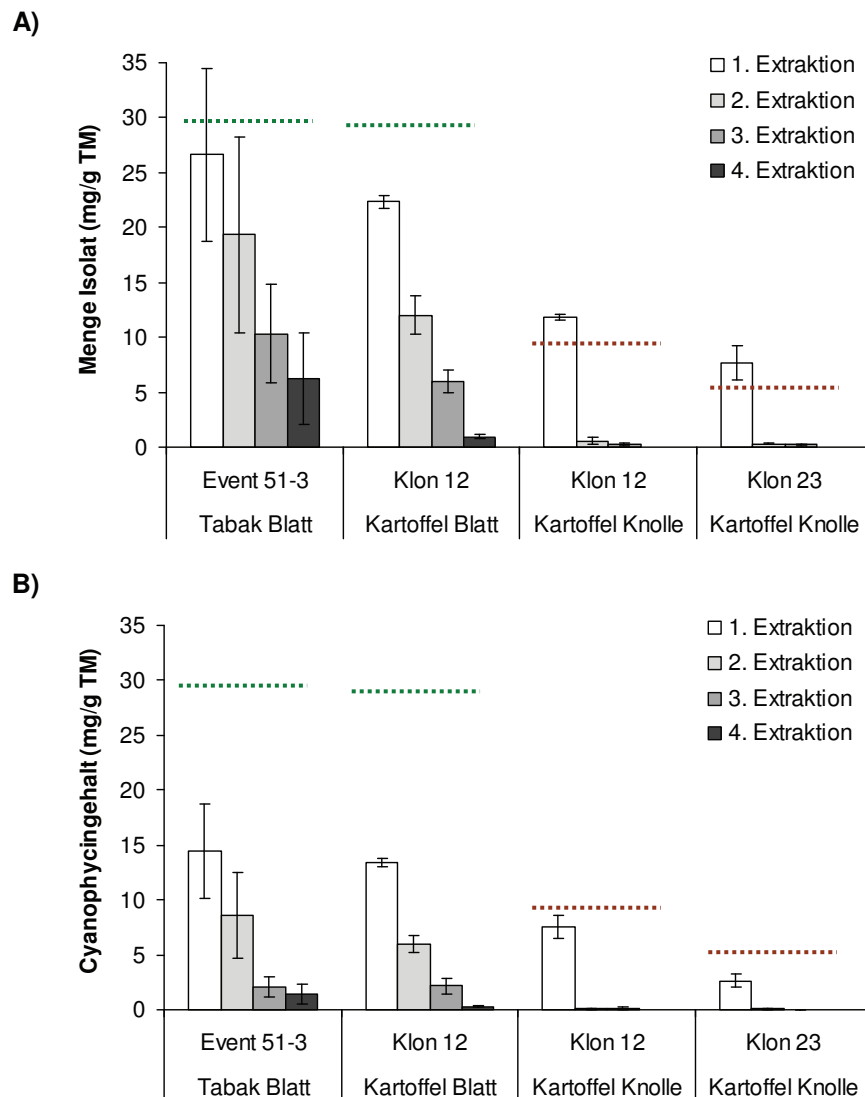 A)
Menge Isolat (mg/g TM)
35
30
25
20
15
10
5
0
1. Extraktion
2. Extraktion
3. Extraktion
4. Extraktion
Event 51-3 Klon 12 Klon 12 Klon 23
Tabak Blatt Kartoffel Blatt Kartoffel Knolle Kartoffel Knolle
B)
Cyanophycingehalt (mg/g TM)
35
30
25
20
15
10
5
0
1. Extraktion
2. Extraktion
3. Extraktion
4. Extraktion
Event 51-3 Klon 12 Klon 12 Klon 23
Tabak Blatt Kartoffel Blatt Kartoffel Knolle Kartoffel Knolle